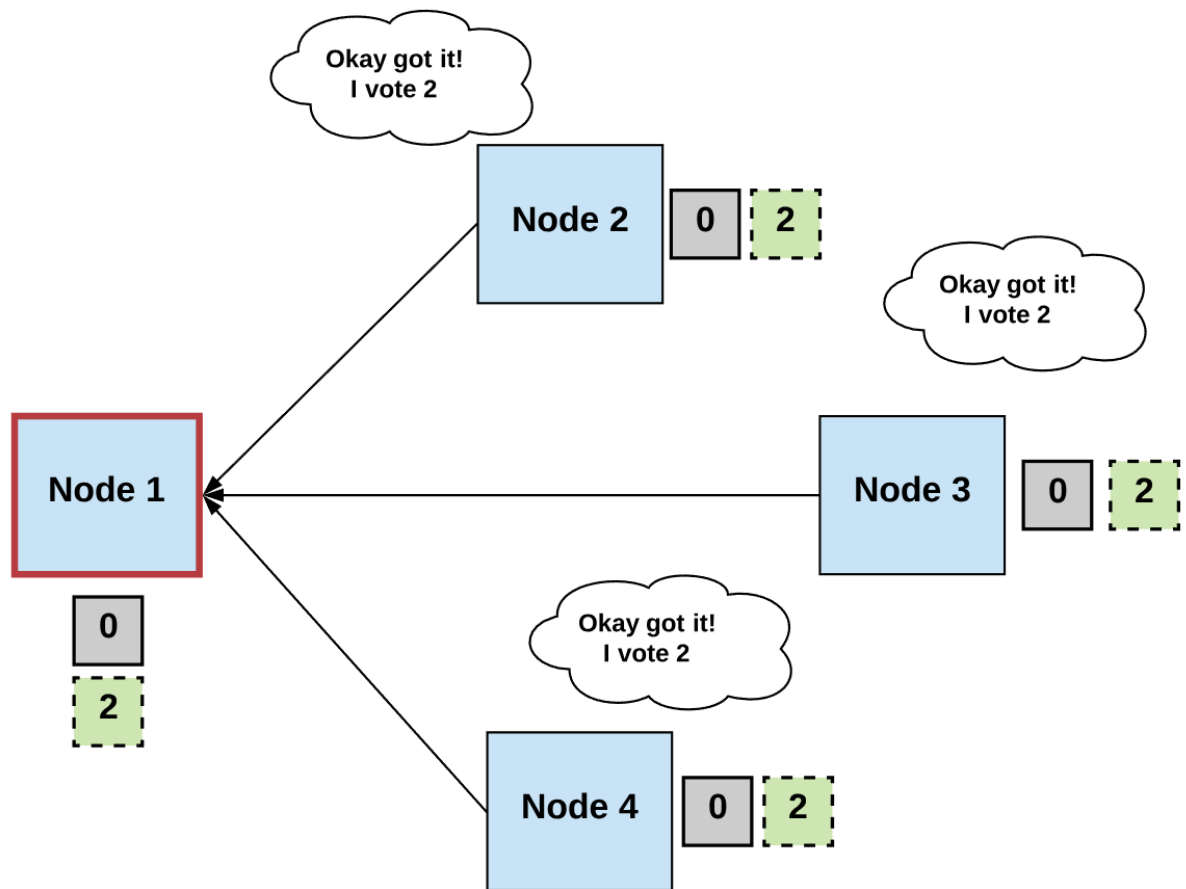 Okay got it!
I vote 2
Node 2
0
2
Okay got it!
I vote 2
Node 1
0
2
Node 3
0
2
Okay got it!
I vote 2
Node 4
0
2